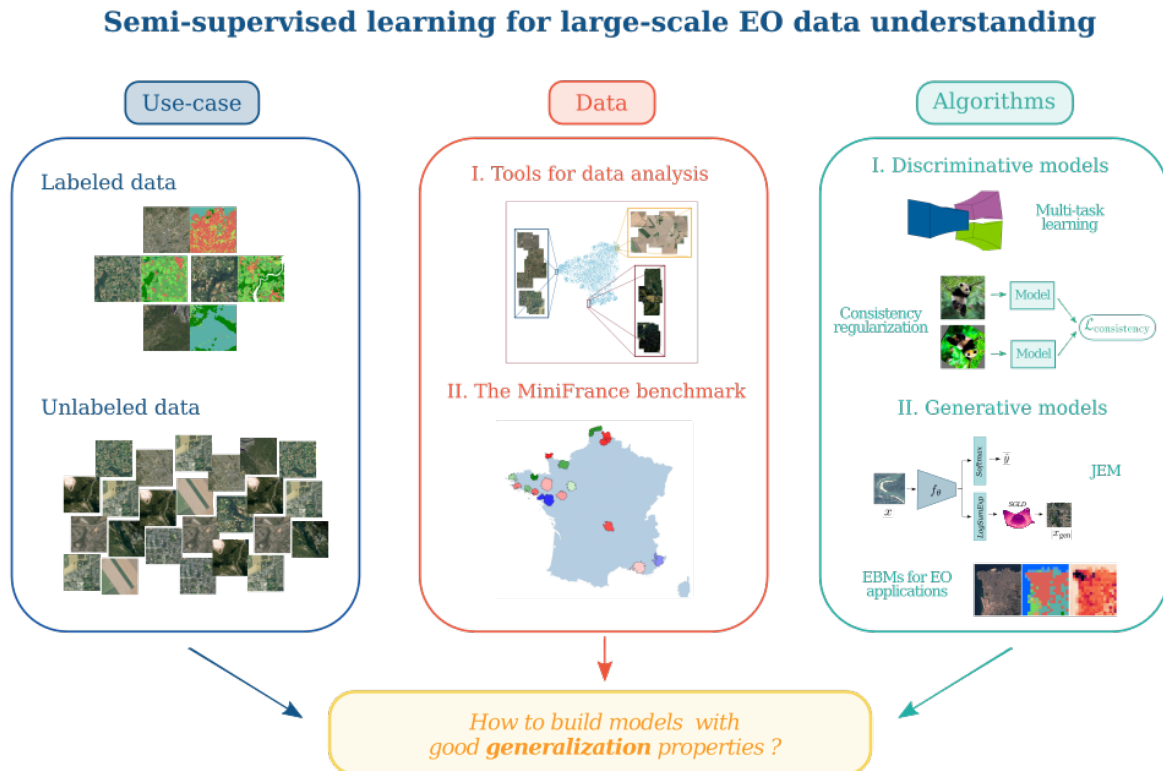 Semi-supervised learning for large-scale EO data understanding
Use-case
Data
Algorithms
Labeled data
Unlabeled data
I. Tools for data analysis
II. The MiniFrance benchmark
I. Discriminative models
Multi-task
learning
Consistency
regularization
Model
Model
ℒconsistency
II. Generative models
x
fθ
Softmax
LogSumExp
ŷ
SGLD
xgen
JEM
EBMs for EO
applications
How to build models with
good generalization properties ?